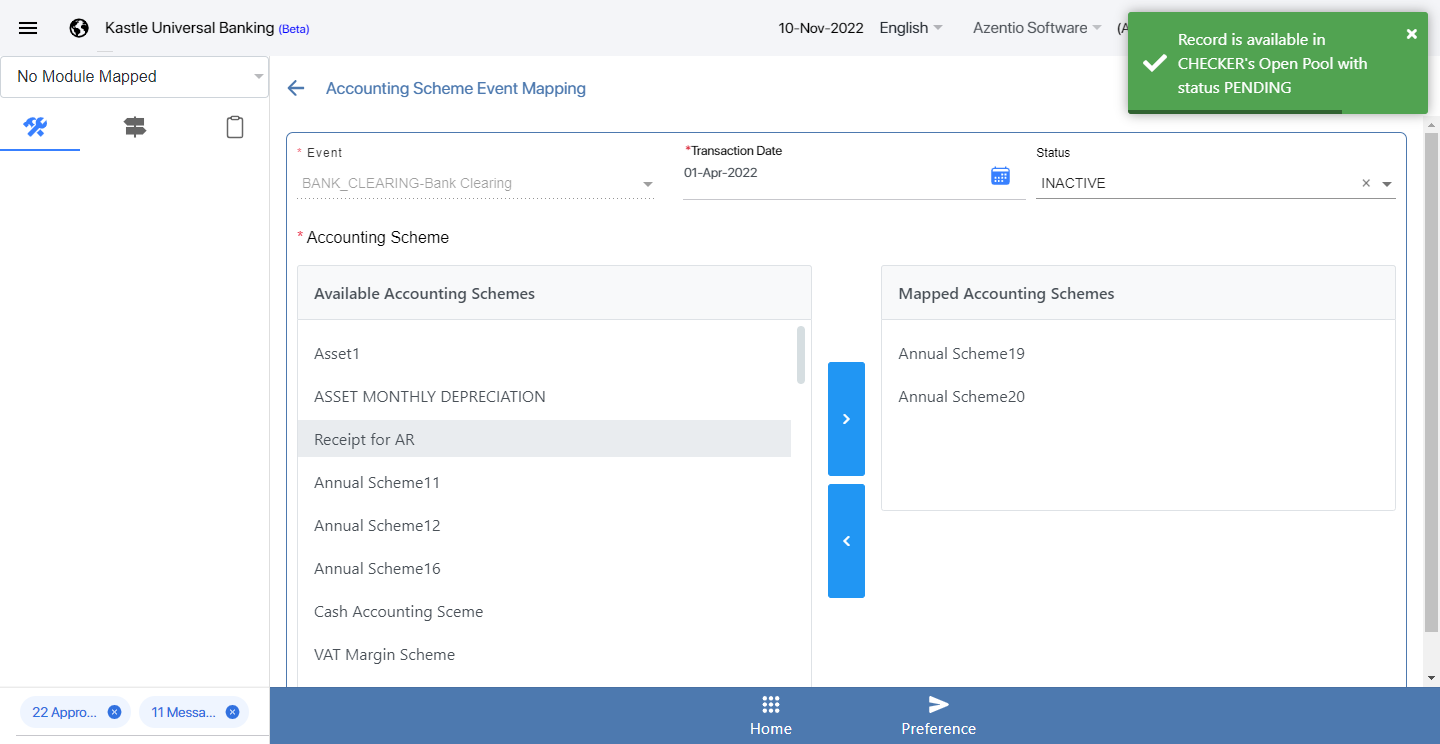 Kastle Universal Banking (Beta)
10-Nov-2022 English Azentio Software (A
Record is available in
CHECKER's Open Pool with
status PENDING
No Module Mapped
Accounting Scheme Event Mapping
* Event
BANK_CLEARING-Bank Clearing
*Transaction Date
01-Apr-2022
Status
INACTIVE
* Accounting Scheme
Available Accounting Schemes
Asset1
ASSET MONTHLY DEPRECIATION
Receipt for AR
Annual Scheme11
Annual Scheme12
Annual Scheme16
Cash Accounting Sceme
VAT Margin Scheme
Mapped Accounting Schemes
Annual Scheme19
Annual Scheme20
22 Appro... 11 Messa...
Home Preference